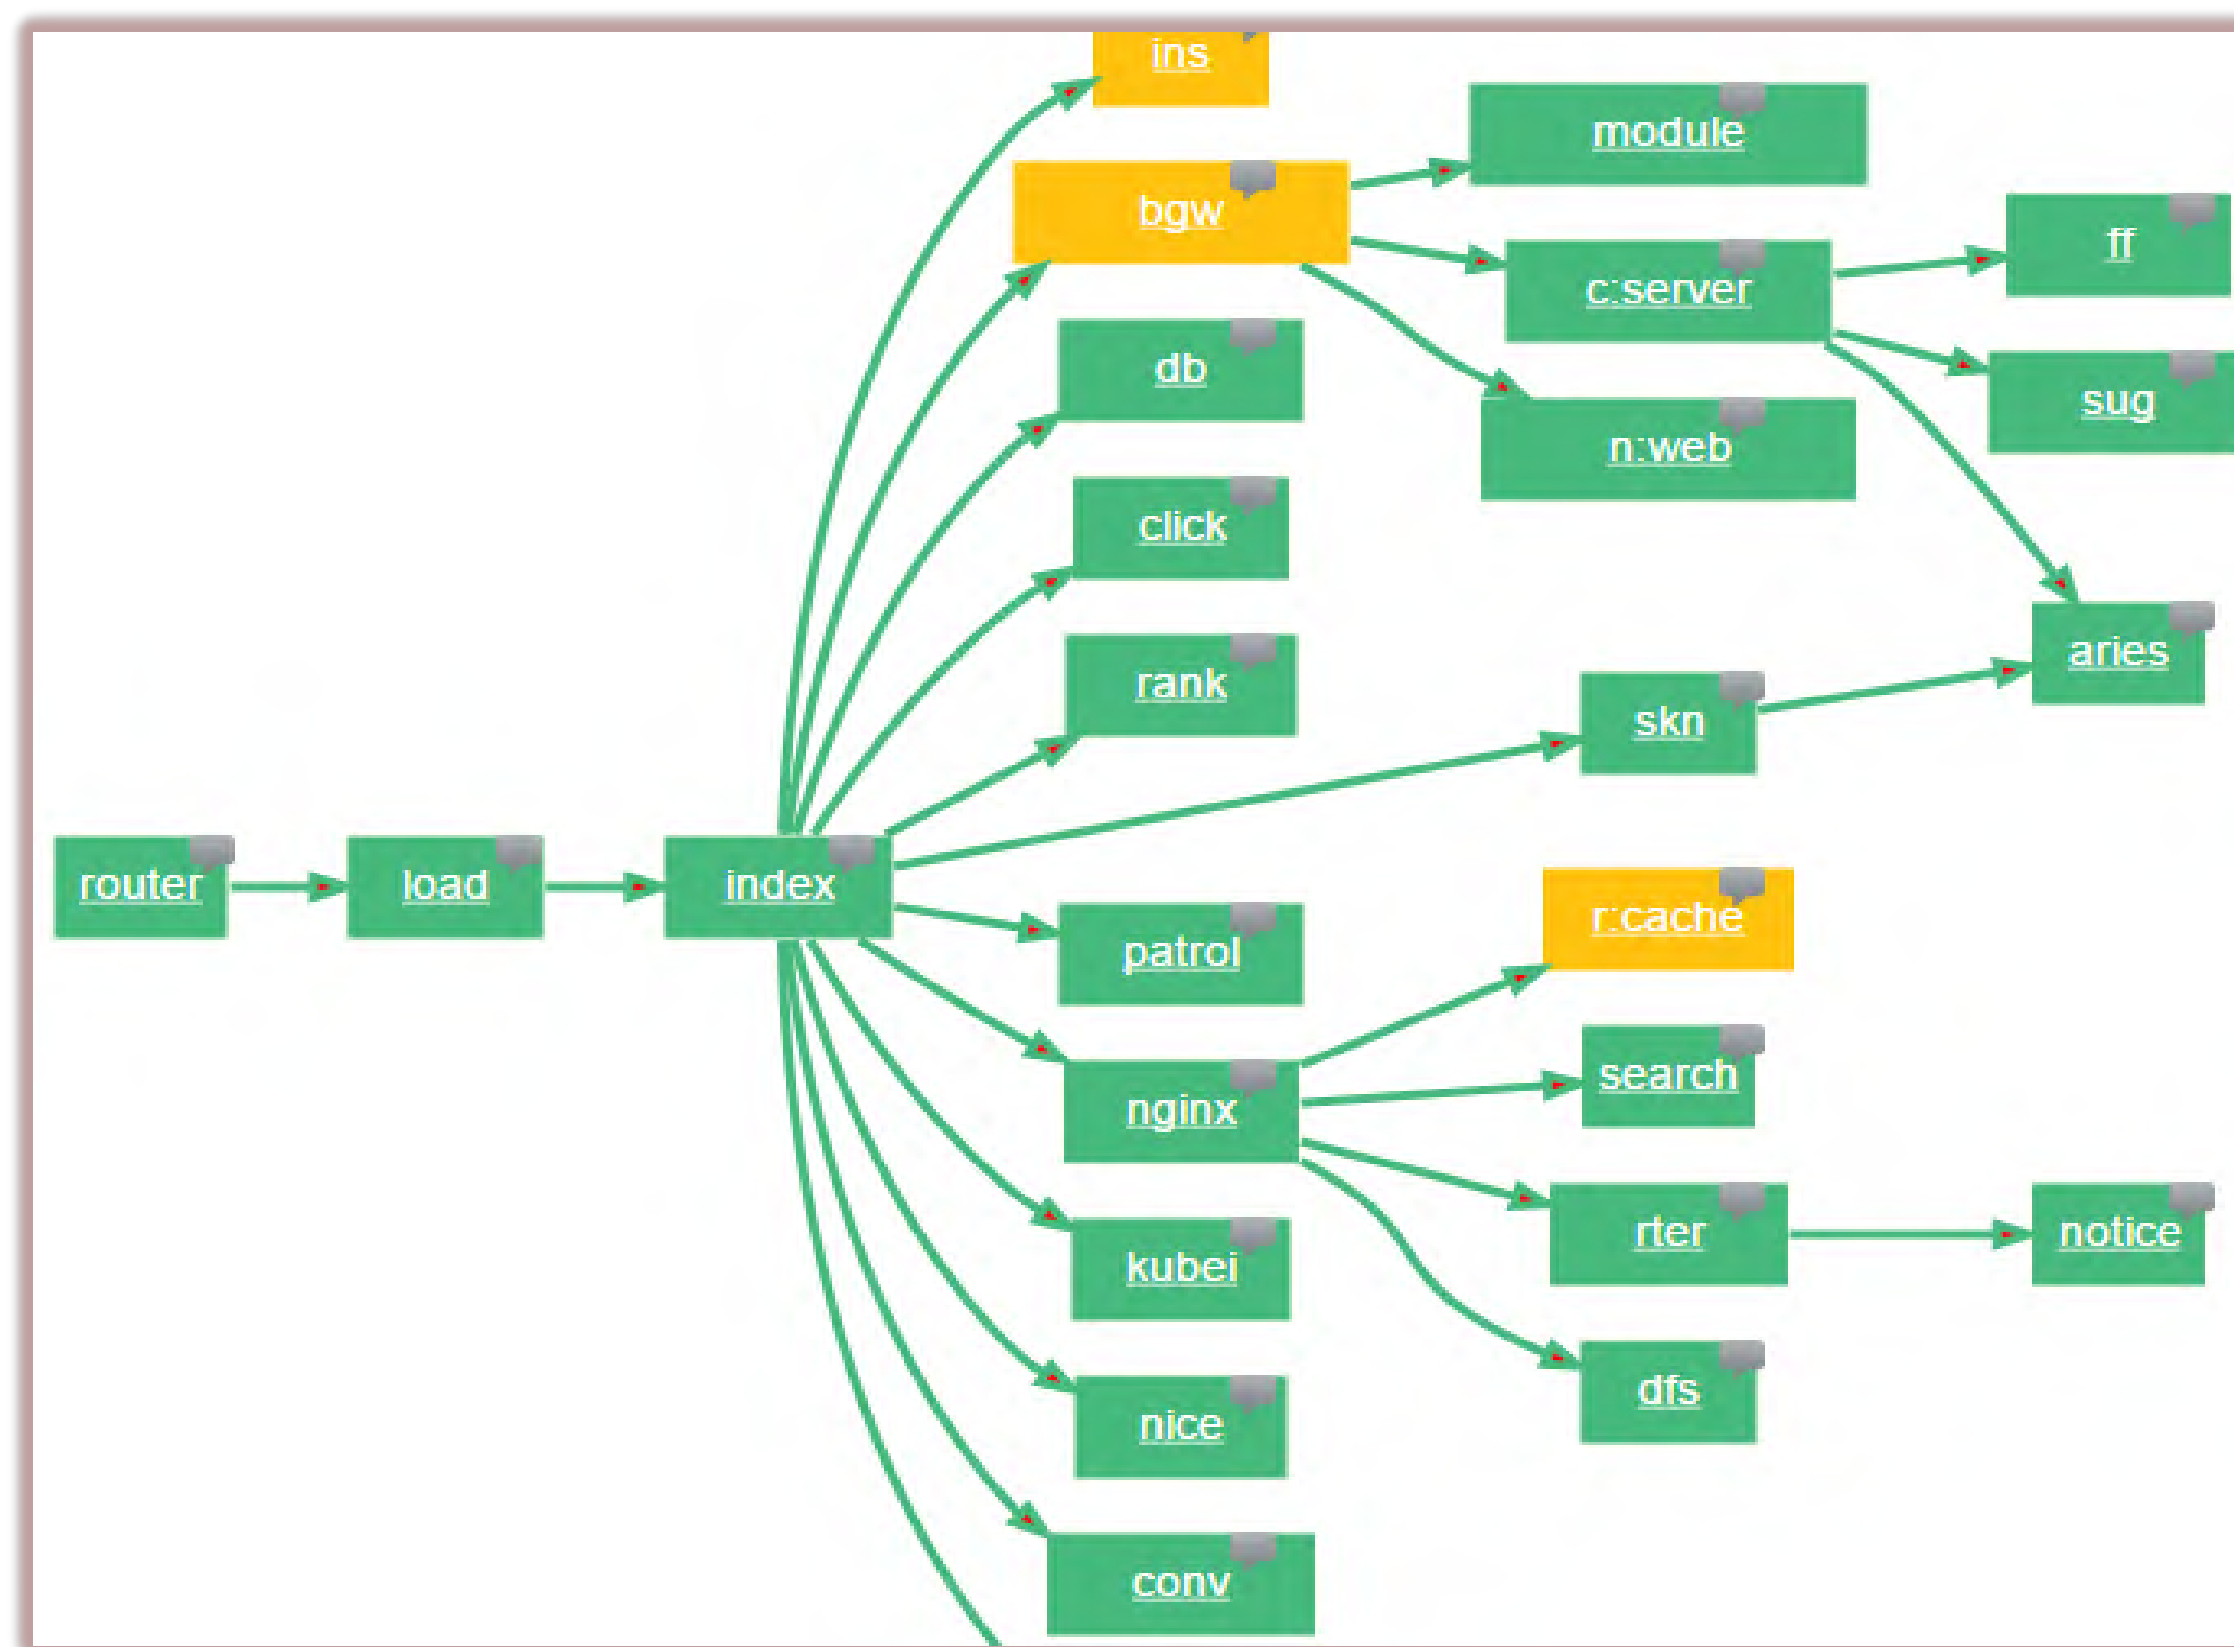 ins
module
bgw
ff
c:server
db
sug
n:web
click
aries
rank
skn
router
load
index
r:cache
patrol
search
nginx
rter
notice
kubei
dfs
nice
conv